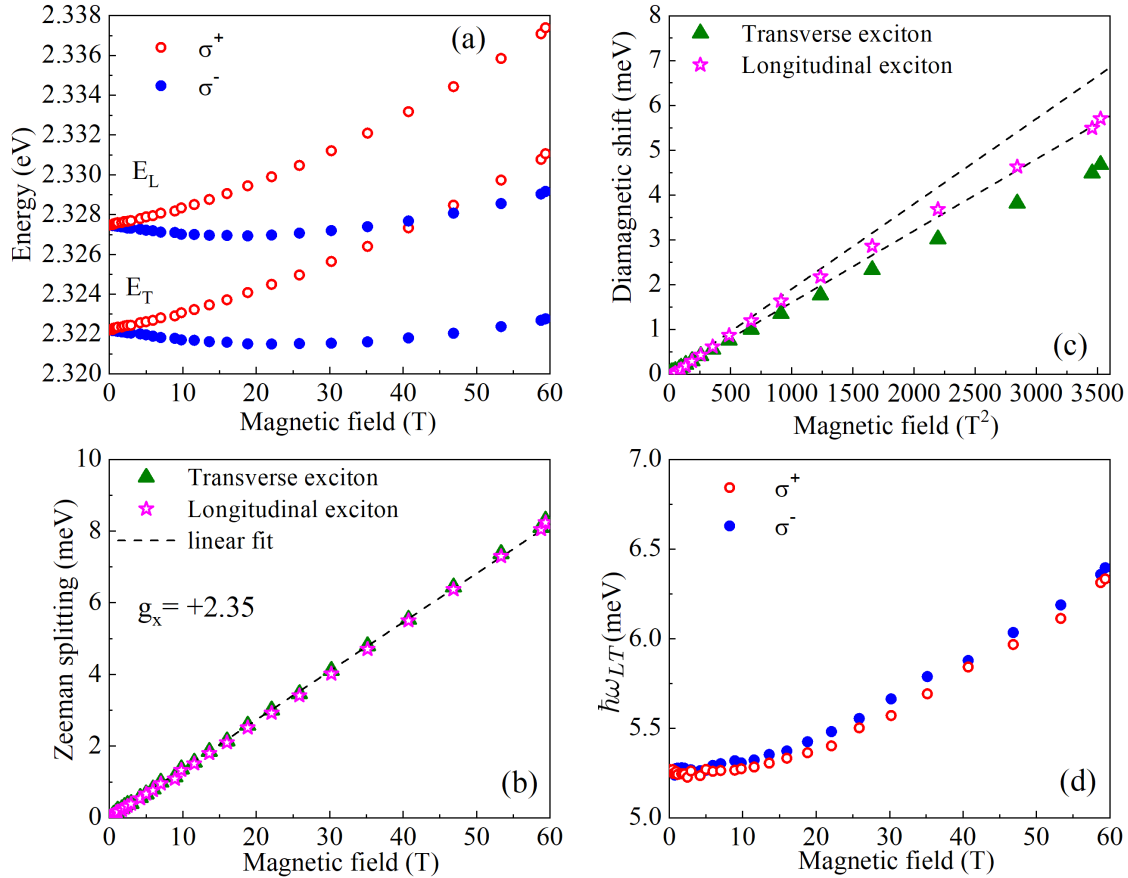 2.338
2.336
2.334
2.332
2.330
2.328
2.326
2.324
2.322
2.320
Energy (eV)
σ⁺
σ⁻
(a)
E_L
E_T
0 10 20 30 40 50 60
Magnetic field (T)
8
7
6
5
4
3
2
1
0
Diamagnetic shift (meV)
Transverse exciton
Longitudinal exciton
(c)
0 500 1000 1500 2000 2500 3000 3500
Magnetic field (T²)
10
8
6
4
2
0
Zeeman splitting (meV)
Transverse exciton
Longitudinal exciton
linear fit
g_x= +2.35
(b)
0 10 20 30 40 50 60
Magnetic field (T)
7.0
6.5
6.0
5.5
5.0
ℏω_LT (meV)
σ⁺
σ⁻
(d)
0 10 20 30 40 50 60
Magnetic field (T)